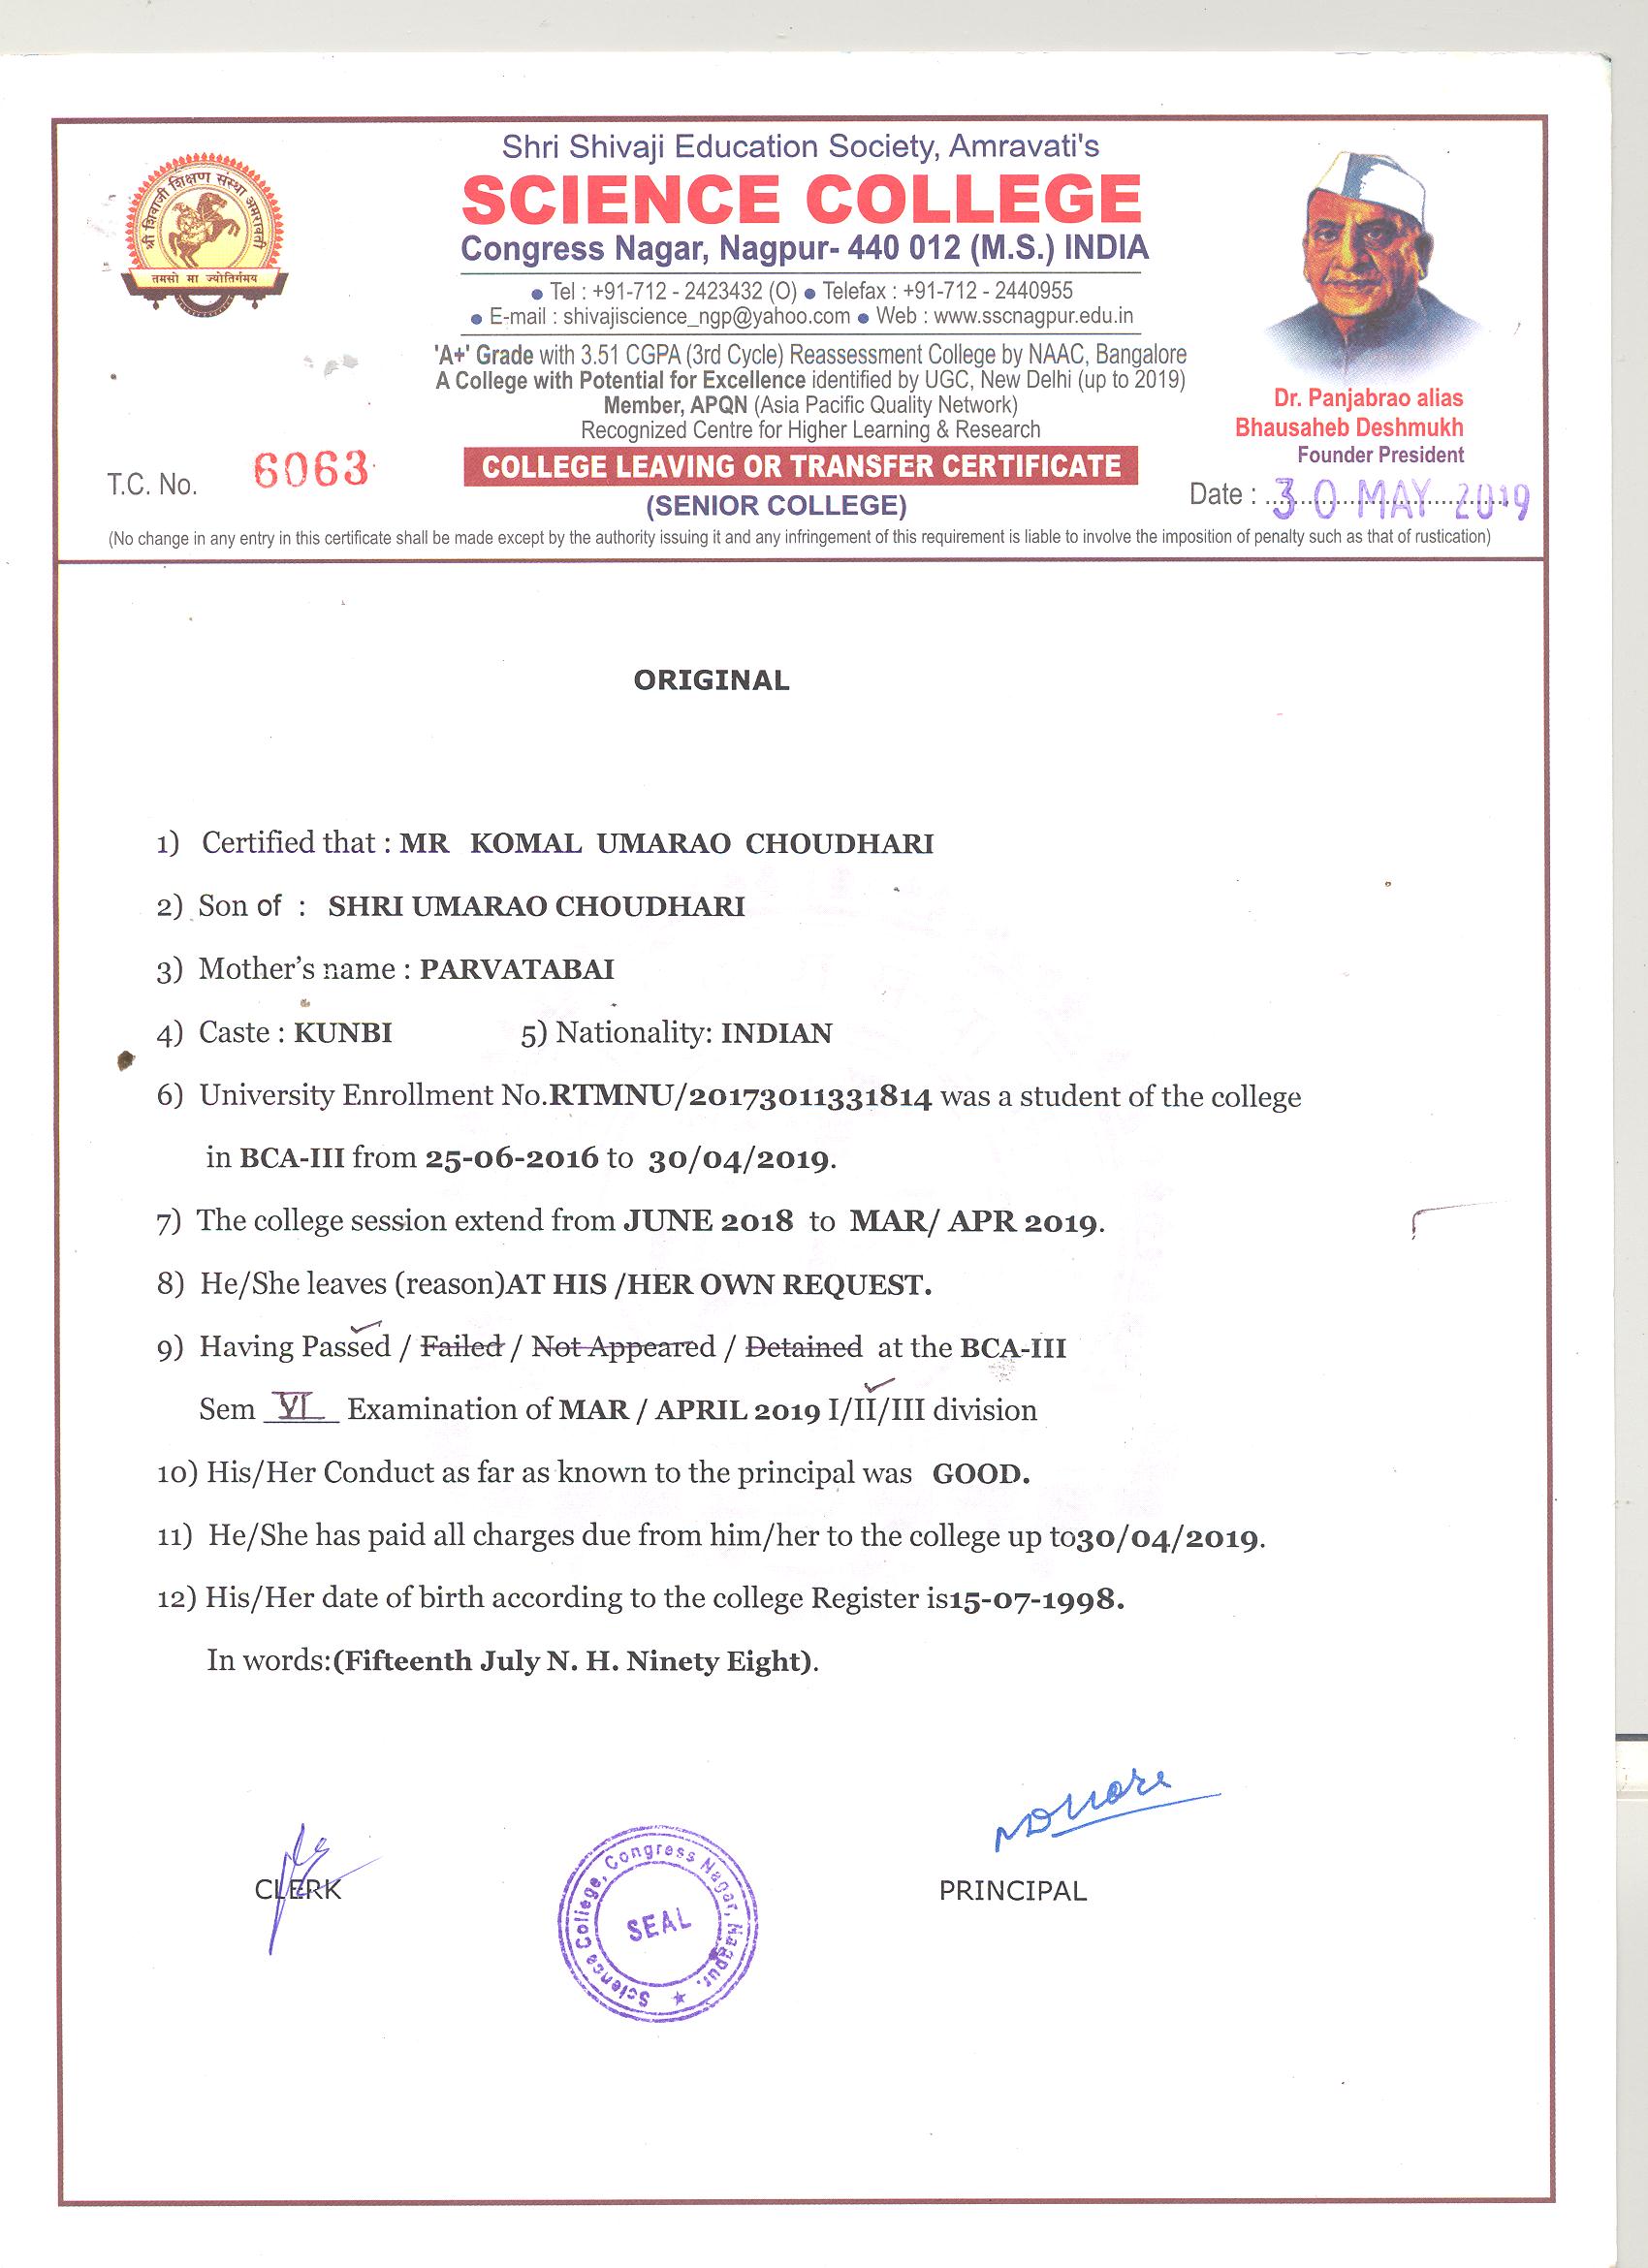 श्री शिवाजी शिक्षण संस्था अमरावती
तमसो मा ज्योतिर्गमय
Shri Shivaji Education Society, Amravati's
SCIENCE COLLEGE
Congress Nagar, Nagpur- 440 012 (M.S.) INDIA
● Tel : +91-712 - 2423432 (O) ● Telefax : +91-712 - 2440955
● E-mail : shivajiscience_ngp@yahoo.com ● Web : www.sscnagpur.edu.in
'A+' Grade with 3.51 CGPA (3rd Cycle) Reassessment College by NAAC, Bangalore
A College with Potential for Excellence identified by UGC, New Delhi (up to 2019)
Member, APQN (Asia Pacific Quality Network)
Recognized Centre for Higher Learning & Research
Dr. Panjabrao alias
Bhausaheb Deshmukh
Founder President
T.C. No. 6063
COLLEGE LEAVING OR TRANSFER CERTIFICATE
(SENIOR COLLEGE)
Date : 30 MAY 2019
(No change in any entry in this certificate shall be made except by the authority issuing it and any infringement of this requirement is liable to involve the imposition of penalty such as that of rustication)
ORIGINAL
1) Certified that : MR KOMAL UMARAO CHOUDHARI
2) Son of : SHRI UMARAO CHOUDHARI
3) Mother's name : PARVATABAI
4) Caste : KUNBI 5) Nationality: INDIAN
6) University Enrollment No.RTMNU/20173011331814 was a student of the college
in BCA-III from 25-06-2016 to 30/04/2019.
7) The college session extend from JUNE 2018 to MAR/ APR 2019.
8) He/She leaves (reason)AT HIS /HER OWN REQUEST.
9) Having Passed / Failed / Not Appeared / Detained at the BCA-III
Sem VI Examination of MAR / APRIL 2019 I/II/III division
10) His/Her Conduct as far as known to the principal was GOOD.
11) He/She has paid all charges due from him/her to the college up to30/04/2019.
12) His/Her date of birth according to the college Register is15-07-1998.
In words:(Fifteenth July N. H. Ninety Eight).
CLERK
Science College, Congress Nagar, Nagpur.
SEAL
PRINCIPAL